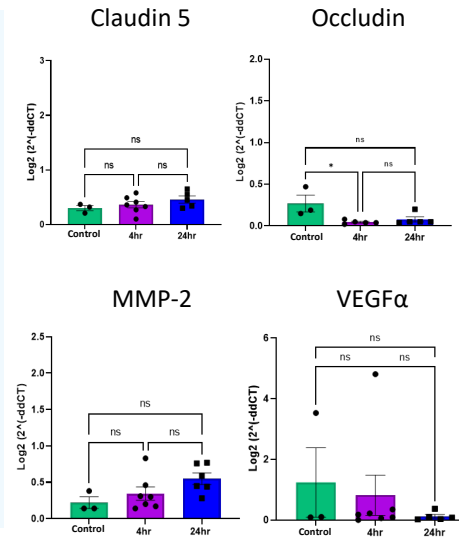 Claudin 5
Log2 (2^(-ddCT)
3
2
1
0
ns
ns
ns
Control
4hr
24hr
Occludin
Log2 (2^(-ddCT)
2.0
1.5
1.0
0.5
0.0
ns
*
ns
Control
4hr
24hr
MMP-2
Log2 (2^(-ddCT)
2.5
2.0
1.5
1.0
0.5
0.0
ns
ns
ns
Control
4hr
24hr
VEGFα
Log2 (2^(-ddCT)
6
4
2
0
ns
ns
ns
Control
4hr
24hr